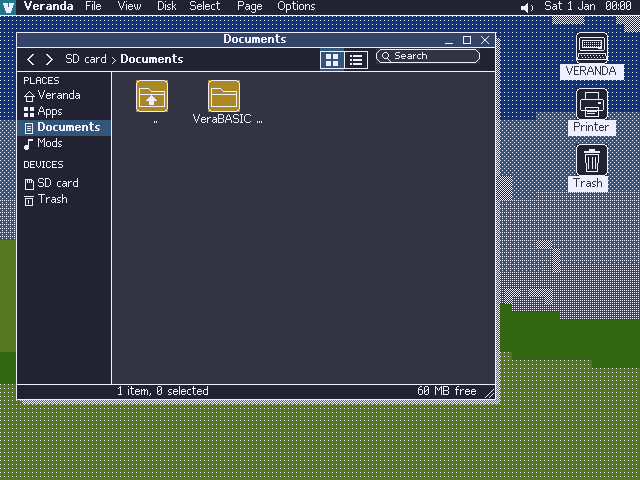 Veranda File View Disk Select Page Options Sat 1 Jan 00:00
Documents
SD card > Documents Search
PLACES
Veranda
Apps
Documents
Mods
DEVICES
SD card
Trash
..
VeraBASIC ...
1 item, 0 selected 60 MB free
VERANDA
Printer
Trash